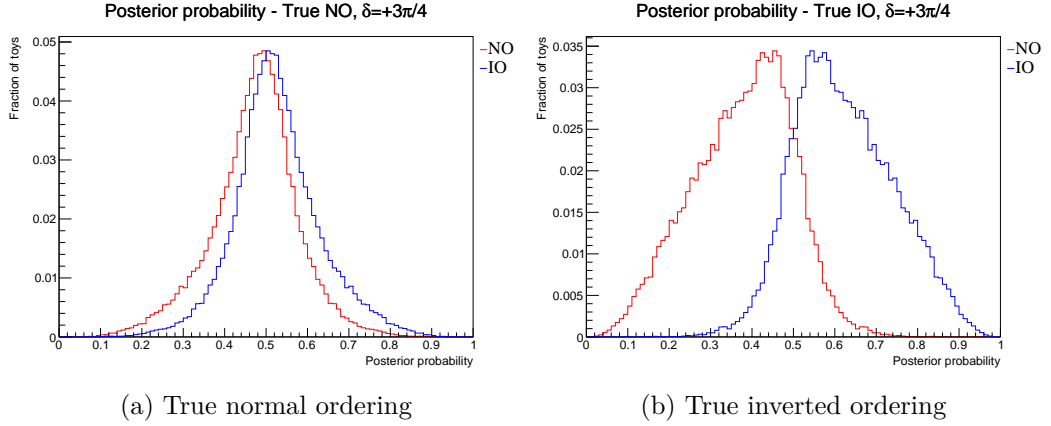 Posterior probability - True NO, δ=+3π/4
Fraction of toys
0.05
0.04
0.03
0.02
0.01
0
0 0.1 0.2 0.3 0.4 0.5 0.6 0.7 0.8 0.9 1
Posterior probability
NO
IO
(a) True normal ordering
Posterior probability - True IO, δ=+3π/4
Fraction of toys
0.035
0.03
0.025
0.02
0.015
0.01
0.005
0
0 0.1 0.2 0.3 0.4 0.5 0.6 0.7 0.8 0.9 1
Posterior probability
NO
IO
(b) True inverted ordering